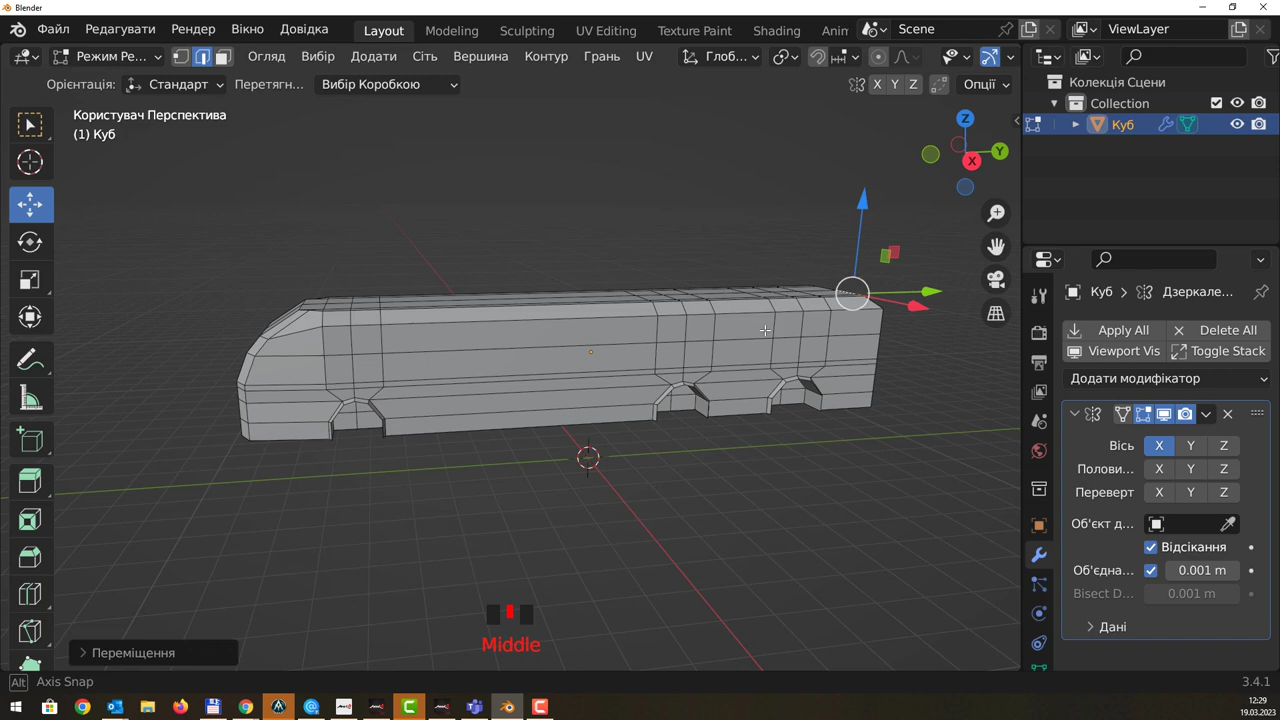 Blender
Файл Редагувати Рендер Вікно Довідка Layout Modeling Sculpting UV Editing Texture Paint Shading Anin Scene ViewLayer
Режим Ре... Огляд Вибір Додати Сіть Вершина Контур Грань UV Глоб...
Орієнтація: Стандарт Перетягн... Вибір Коробкою X Y Z Опції
Користувач Перспектива
(1) Куб
Z
Y
X
Колекція Сцени
Collection
Куб
Куб Дзеркале...
Apply All Delete All
Viewport Vis Toggle Stack
Додати модифікатор
Вісь X Y Z
Полови... X Y Z
Переверт X Y Z
Об'єкт д...
Відсікання
Об'єдна... 0.001 m
Bisect D... 0.001 m
Дані
Middle
Переміщення
Alt Axis Snap 3.4.1
12:29
19.03.2023